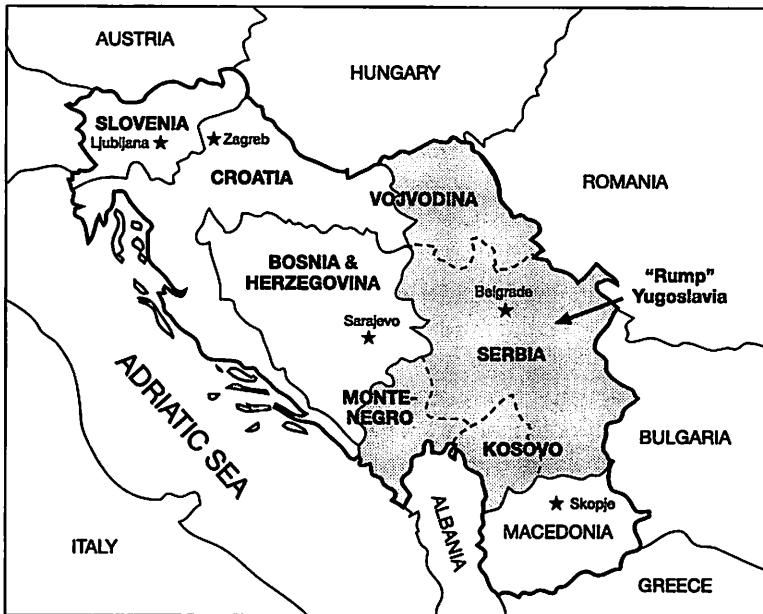 AUSTRIA
HUNGARY
SLOVENIA
Ljubljana
Zagreb
CROATIA
VOJVODINA
ROMANIA
BOSNIA &
HERZEGOVINA
"Rump"
Yugoslavia
Belgrade
Sarajevo
SERBIA
ADRIATIC SEA
MONTE-
NEGRO
KOSOVO
BULGARIA
ALBANIA
Skopje
MACEDONIA
ITALY
GREECE